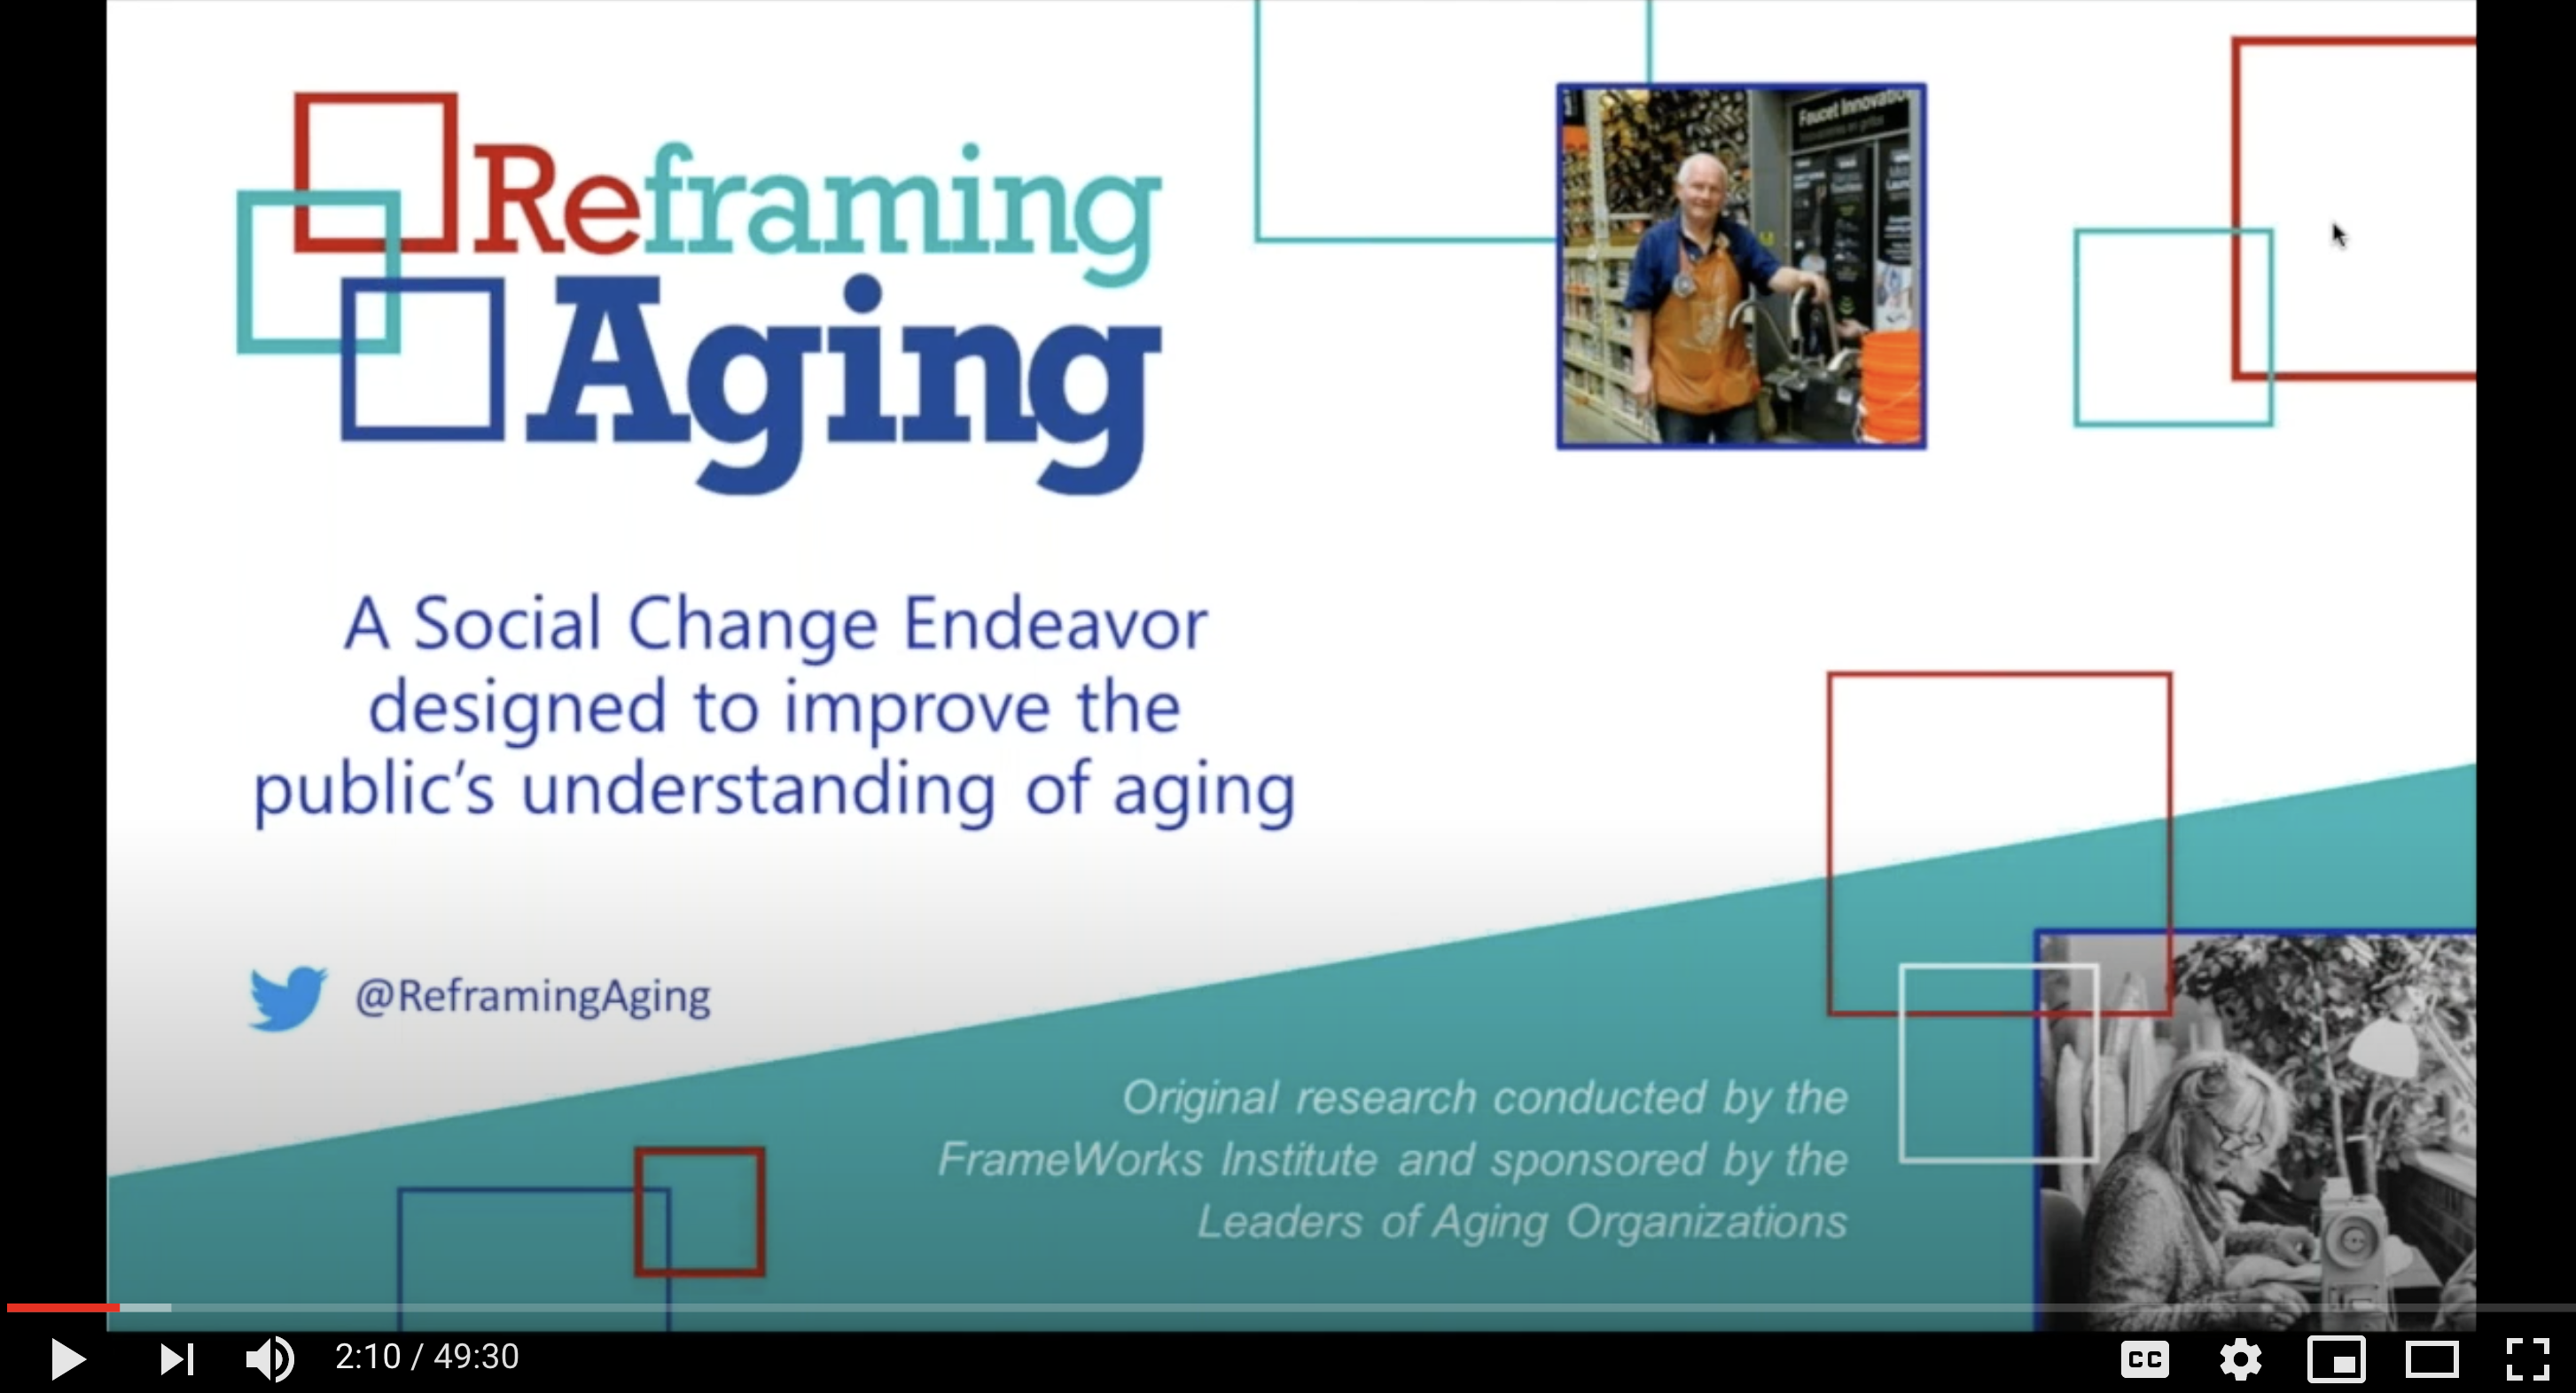 Reframing
Aging
Faucet Innovatio
A Social Change Endeavor
designed to improve the
public’s understanding of aging
@ReframingAging
Original research conducted by the
FrameWorks Institute and sponsored by the
Leaders of Aging Organizations
2:10 / 49:30
CC